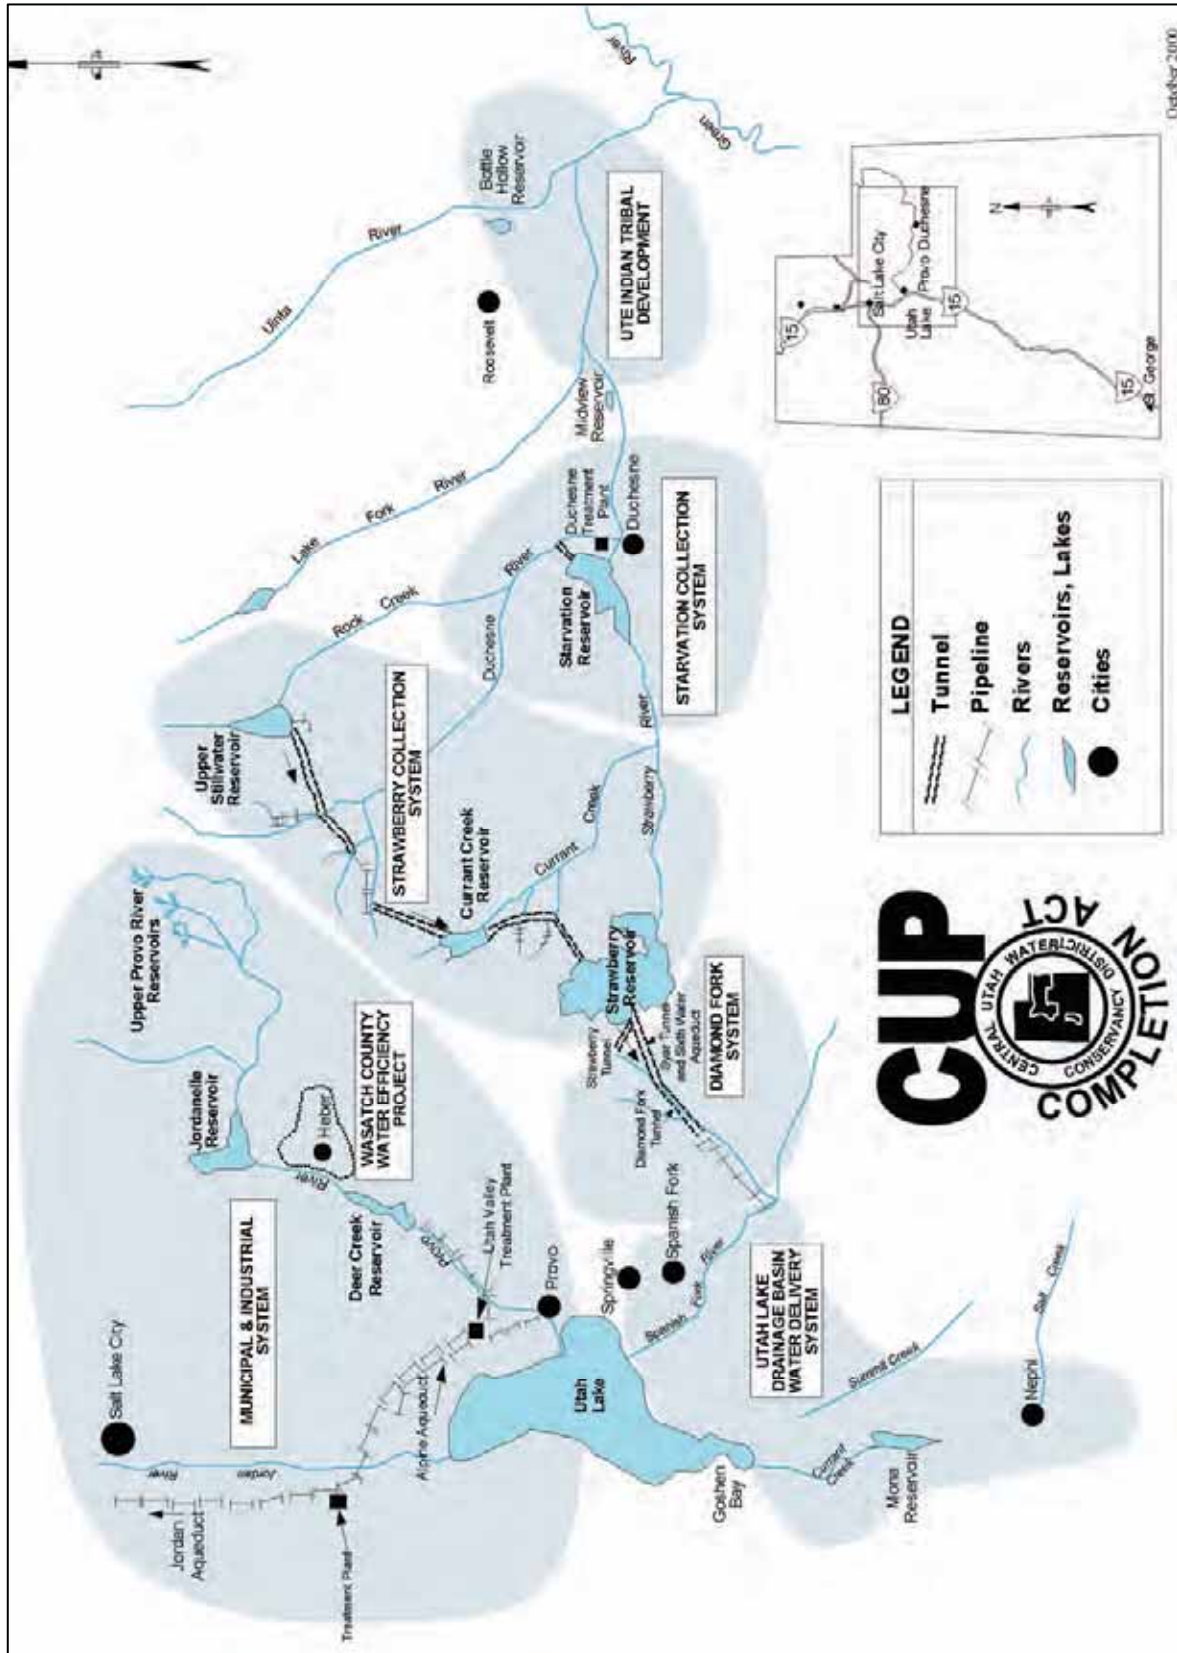 October 2000
River
Green
Uinta
River
Bottle
Hollow
Reservoir
Roosevelt
UTE INDIAN TRIBAL
DEVELOPMENT
Midview
Reservoir
Lake
Fork
River
Rock
Creek
Duchesne
River
Duchesne
Treatment
Plant
Duchesne
Starvation
Reservoir
STARVATION COLLECTION
SYSTEM
Upper
Stillwater
Reservoir
STRAWBERRY COLLECTION
SYSTEM
Currant Creek
Reservoir
Currant
Creek
Strawberry
River
Strawberry
Reservoir
Strawberry
Tunnel
Syar Tunnel
and Sixth Water
Aqueduct
DIAMOND FORK
SYSTEM
Diamond Fork
Tunnel
Upper Provo River
Reservoirs
Jordanelle
Reservoir
Heber
WASATCH COUNTY
WATER EFFICIENCY
PROJECT
River
Provo
Deer Creek
Reservoir
MUNICIPAL & INDUSTRIAL
SYSTEM
Utah Valley
Treatment Plant
Provo
Springville
Spanish Fork
Spanish
Fork
River
UTAH LAKE
DRAINAGE BASIN
WATER DELIVERY
SYSTEM
Salt Lake City
River
Jordan
Jordan
Aqueduct
Alpine Aqueduct
Treatment Plant
Utah
Lake
Goshen
Bay
Currant
Creek
Mona
Reservoir
Summit Creek
Nephi
Salt
Creek
N
15
80
Salt Lake City
Utah
Lake
Provo
Duchesne
15
15
St. George
LEGEND
Tunnel
Pipeline
Rivers
Reservoirs, Lakes
Cities
CUP
COMPLETION
ACT
CENTRAL UTAH WATER
CONSERVANCY DISTRICT